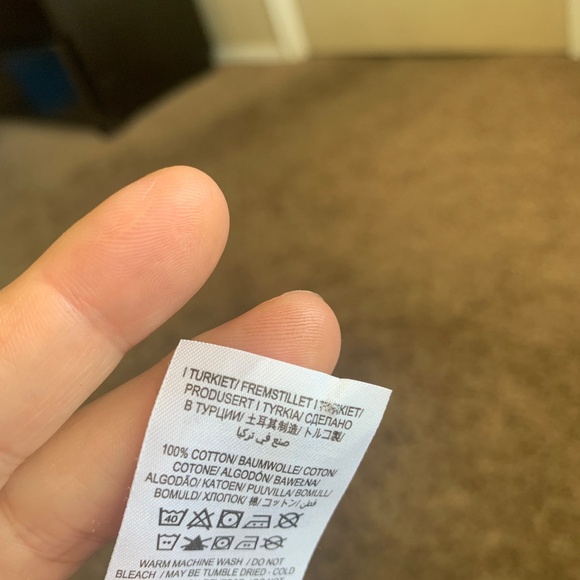 I TURKIET/ FREMSTILLET I
PRODUSERT I TYRKIA/ СДЕЛАНО
В ТУРЦИИ/ 土耳其制造/ トルコ製/
صنع في تركيا
100% COTTON/ BAUMWOLLE/ COTON/
COTONE/ ALGODÓN/ BAWEŁNA/
ALGODÃO/ KATOEN/ PUUVILLA/ BOMULL/
BOMULD/ ХЛОПОК/ 棉/ コットン/ قطن/
40
WARM MACHINE WASH / DO NOT
BLEACH / MAY BE TUMBLE DRIED - COLD